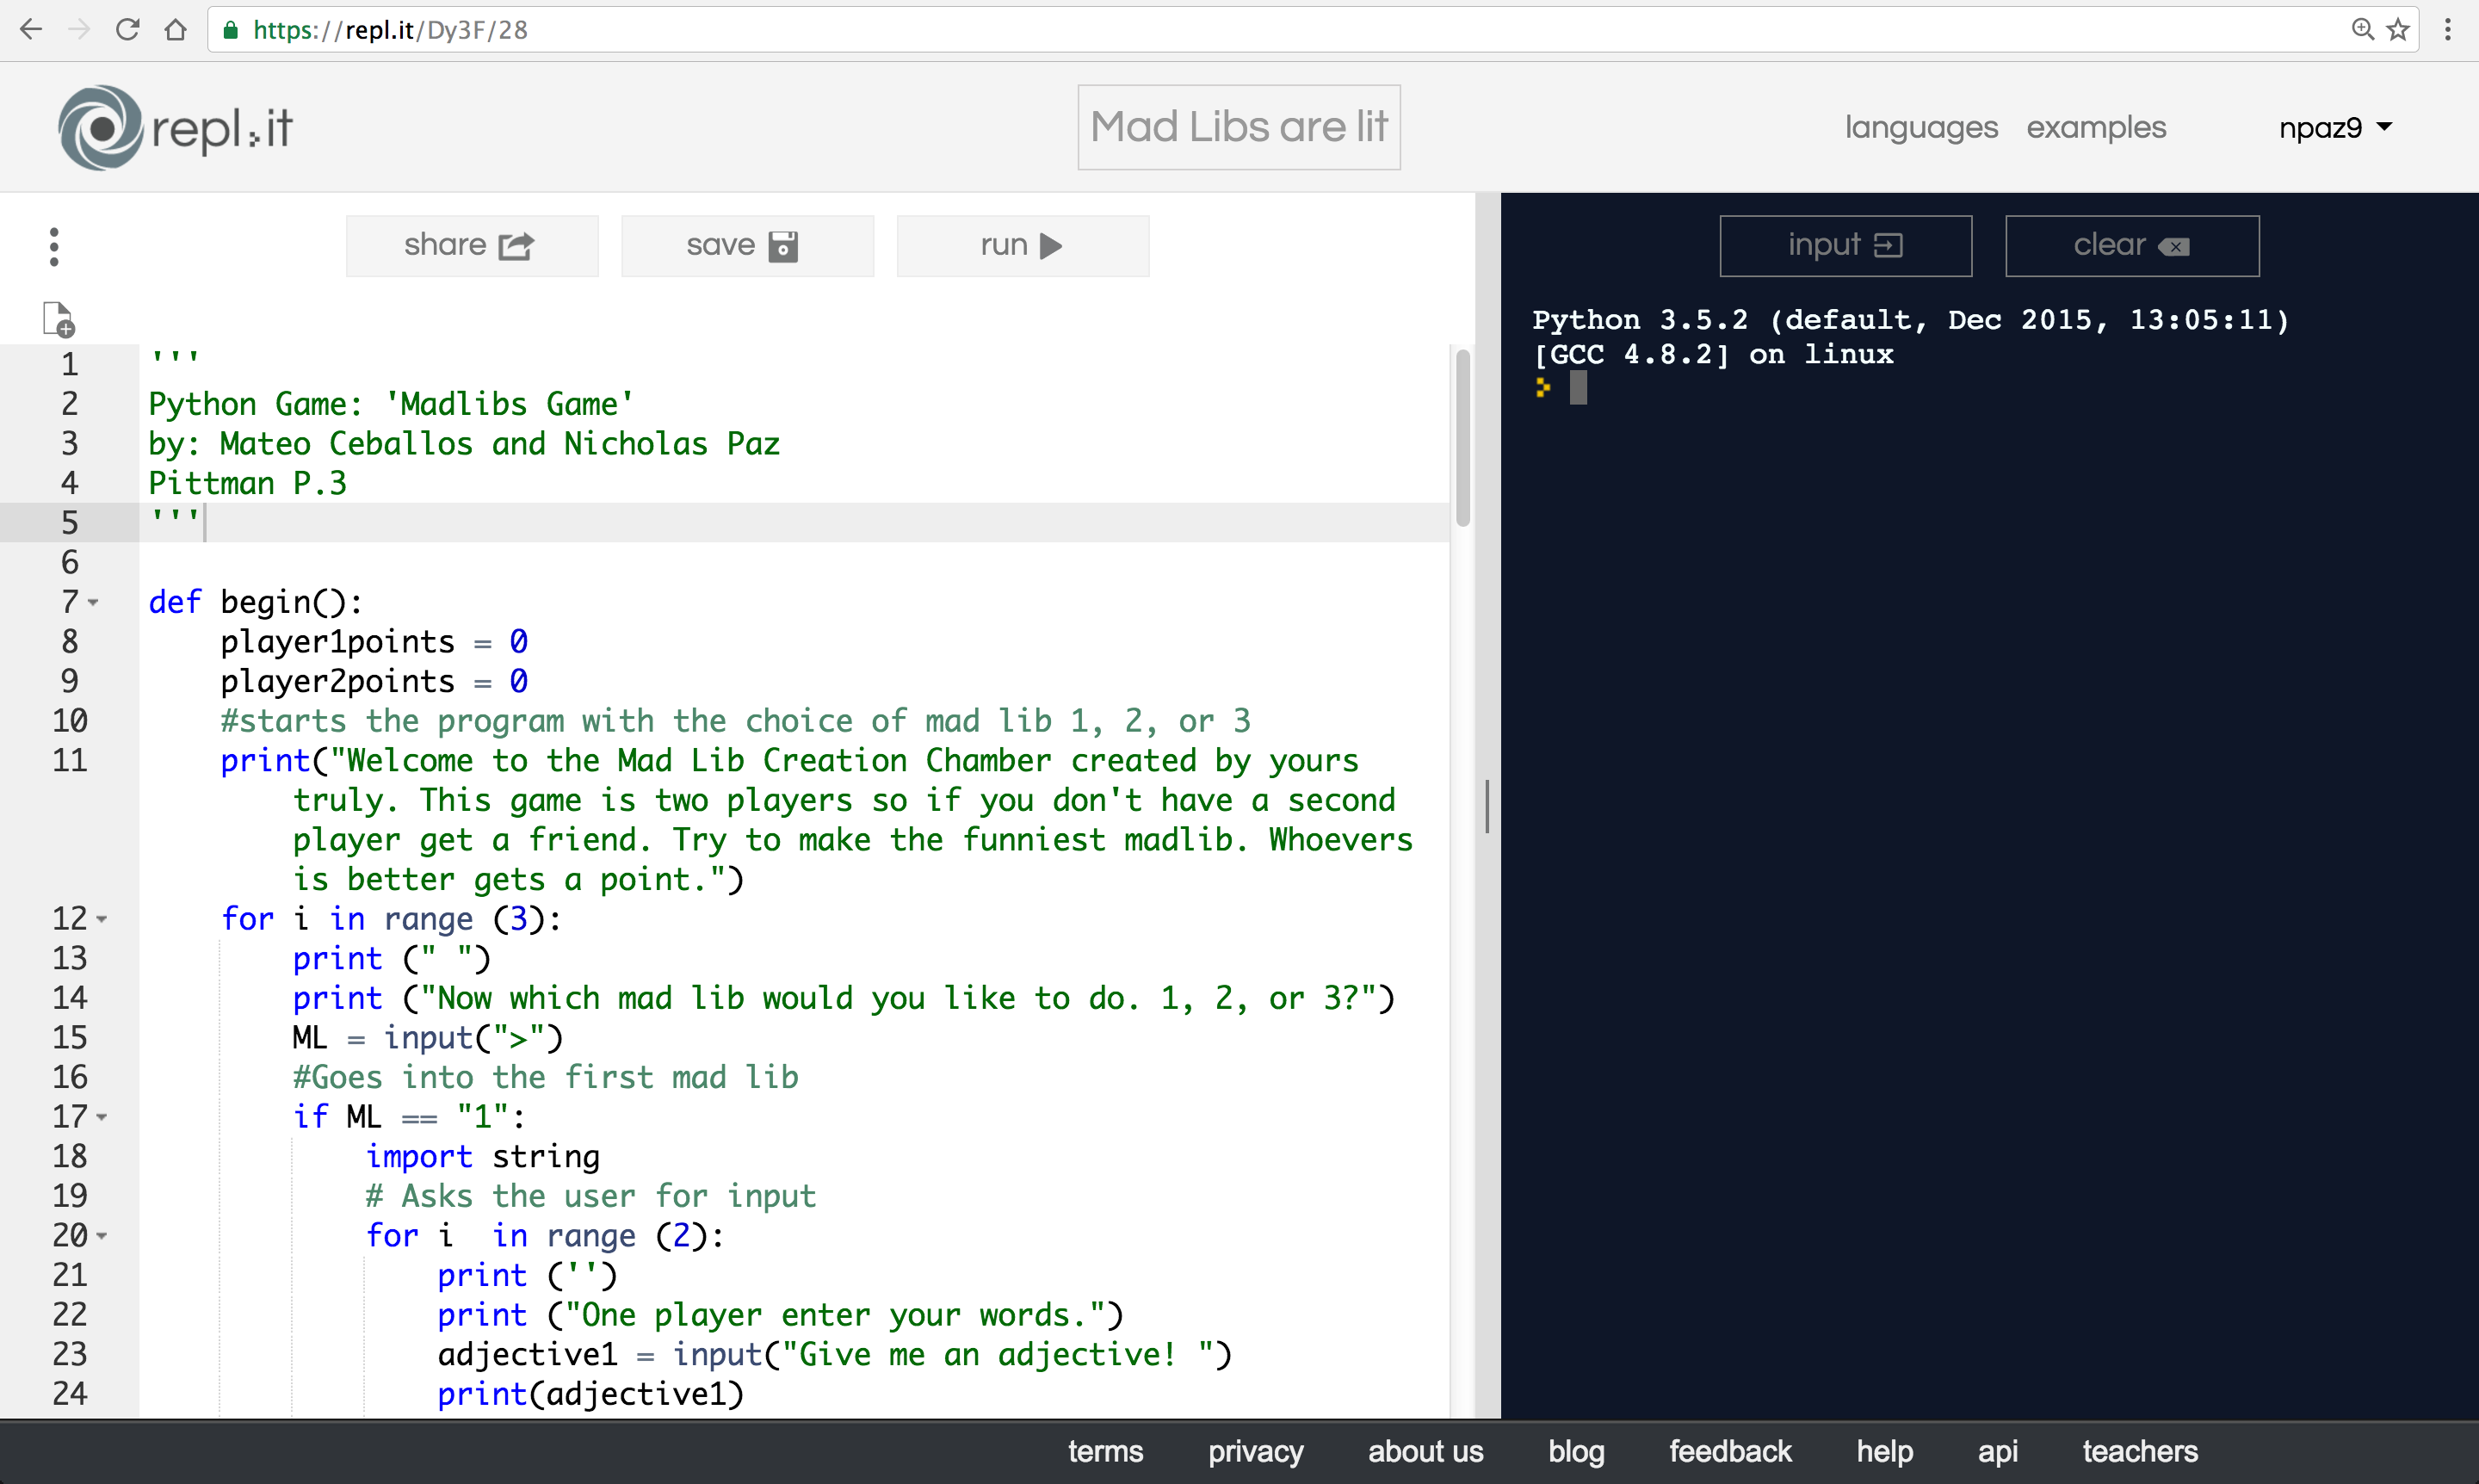 https://repl.it/Dy3F/28
repl.it
Mad Libs are lit
languages examples npaz9
share save run
input clear
1 '''
2 Python Game: 'Madlibs Game'
3 by: Mateo Ceballos and Nicholas Paz
4 Pittman P.3
5 '''
6
7 def begin():
8 player1points = 0
9 player2points = 0
10 #starts the program with the choice of mad lib 1, 2, or 3
11 print("Welcome to the Mad Lib Creation Chamber created by yours
truly. This game is two players so if you don't have a second
player get a friend. Try to make the funniest madlib. Whoevers
is better gets a point.")
12 for i in range (3):
13 print (" ")
14 print ("Now which mad lib would you like to do. 1, 2, or 3?")
15 ML = input(">")
16 #Goes into the first mad lib
17 if ML == "1":
18 import string
19 # Asks the user for input
20 for i  in range (2):
21 print ('')
22 print ("One player enter your words.")
23 adjective1 = input("Give me an adjective! ")
24 print(adjective1)
Python 3.5.2 (default, Dec 2015, 13:05:11)
[GCC 4.8.2] on linux
terms privacy about us blog feedback help api teachers